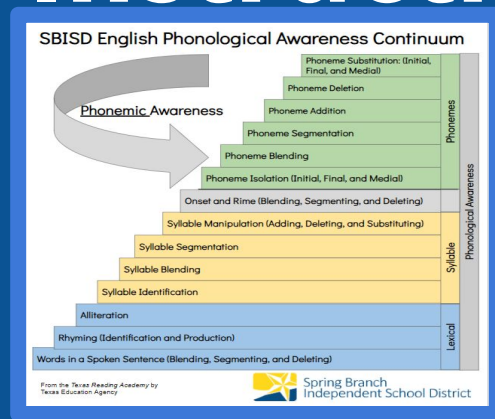 SBISD English Phonological Awareness Continuum
Phonemic Awareness
Phoneme Substitution: (Initial,
Final, and Medial)
Phoneme Deletion
Phoneme Addition
Phoneme Segmentation
Phoneme Blending
Phoneme Isolation (Initial, Final, and Medial)
Onset and Rime (Blending, Segmenting, and Deleting)
Syllable Manipulation (Adding, Deleting, and Substituting)
Syllable Segmentation
Syllable Blending
Syllable Identification
Alliteration
Rhyming (Identification and Production)
Words in a Spoken Sentence (Blending, Segmenting, and Deleting)
Phonemes
Syllable
Lexical
Phonological Awareness
From the Texas Reading Academy by
Texas Education Agency
Spring Branch
Independent School District